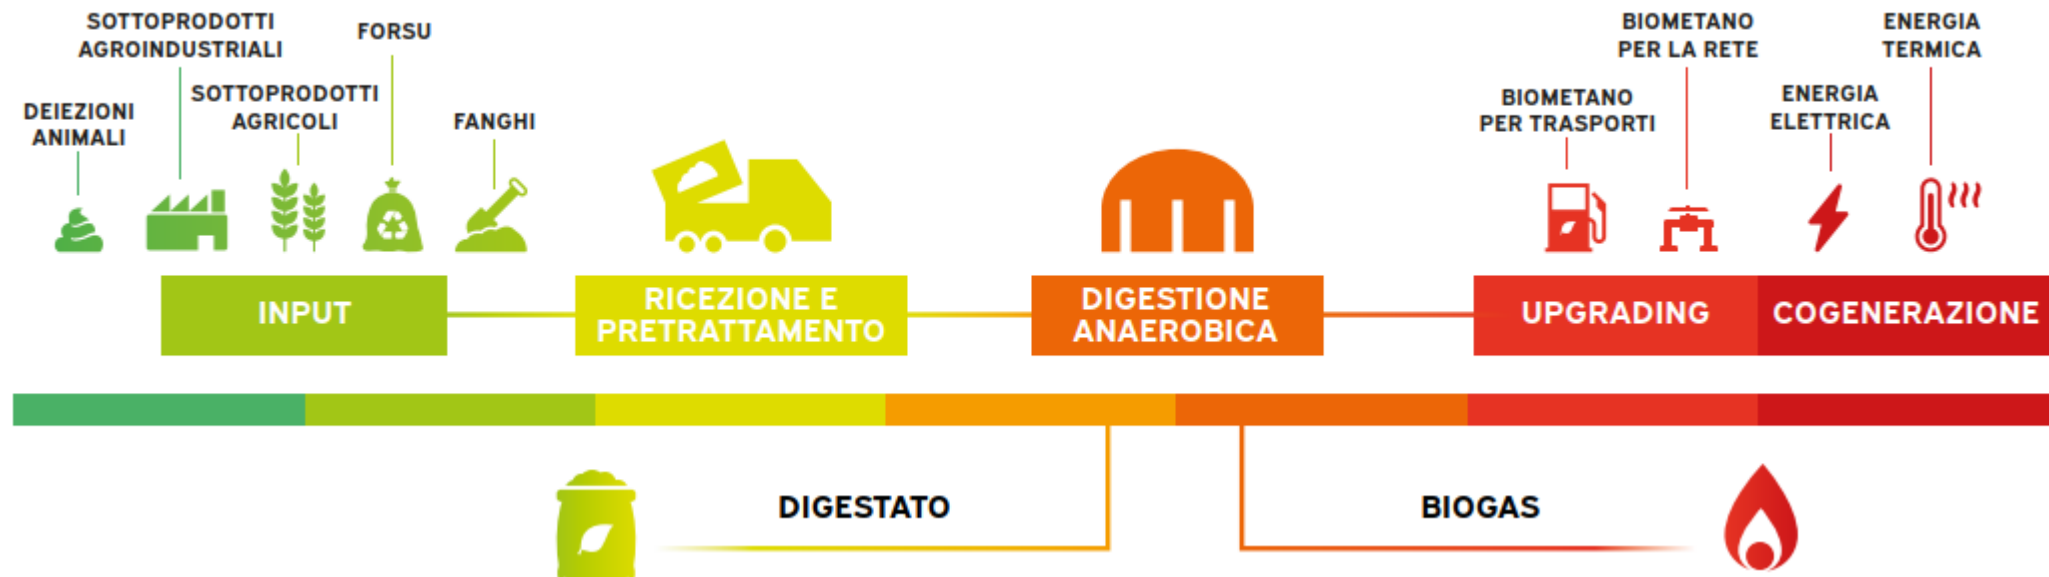 SOTTOPRODOTTI
AGROINDUSTRIALI
FORSU
DEIEZIONI
ANIMALI
SOTTOPRODOTTI
AGRICOLI
FANGHI
BIOMETANO
PER TRASPORTI
BIOMETANO
PER LA RETE
ENERGIA
ELETTRICA
ENERGIA
TERMICA
INPUT
RICEZIONE E
PRETRATTAMENTO
DIGESTIONE
ANAEROBICA
UPGRADING
COGENERAZIONE
DIGESTATO
BIOGAS